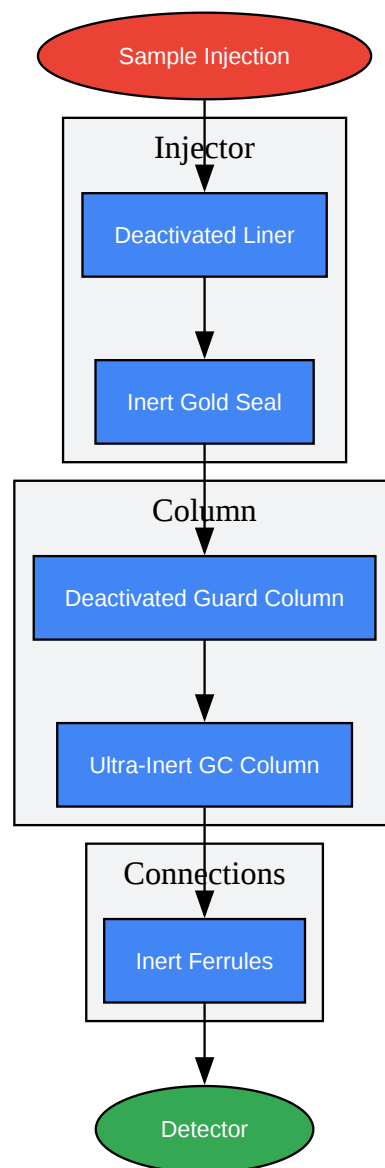 Sample Injection
Injector
Deactivated Liner
Inert Gold Seal
Column
Deactivated Guard Column
Ultra-Inert GC Column
Connections
Inert Ferrules
Detector